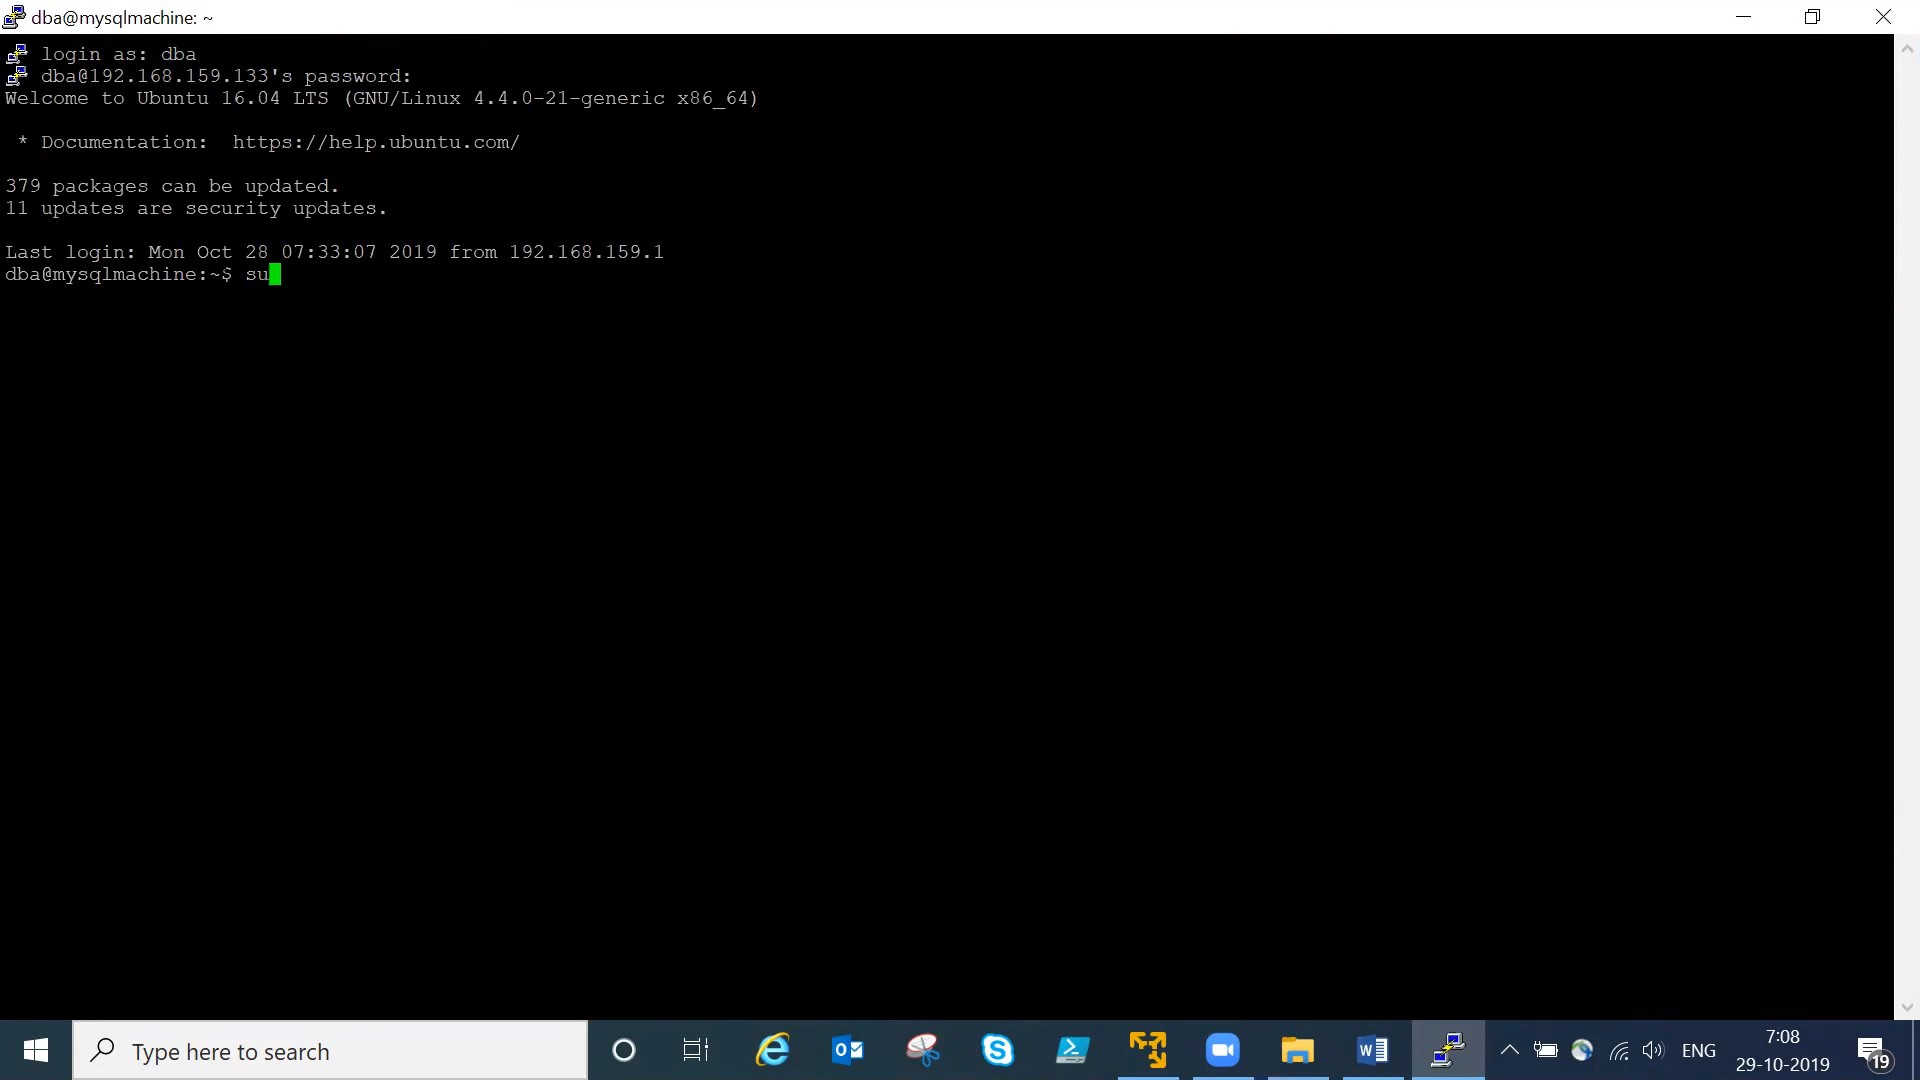 dba@mysqlmachine: ~
login as: dba
dba@192.168.159.133's password:
Welcome to Ubuntu 16.04 LTS (GNU/Linux 4.4.0-21-generic x86_64)
* Documentation:  https://help.ubuntu.com/
379 packages can be updated.
11 updates are security updates.
Last login: Mon Oct 28 07:33:07 2019 from 192.168.159.1
dba@mysqlmachine:~$ su
Type here to search
ENG
7:08
29-10-2019
19